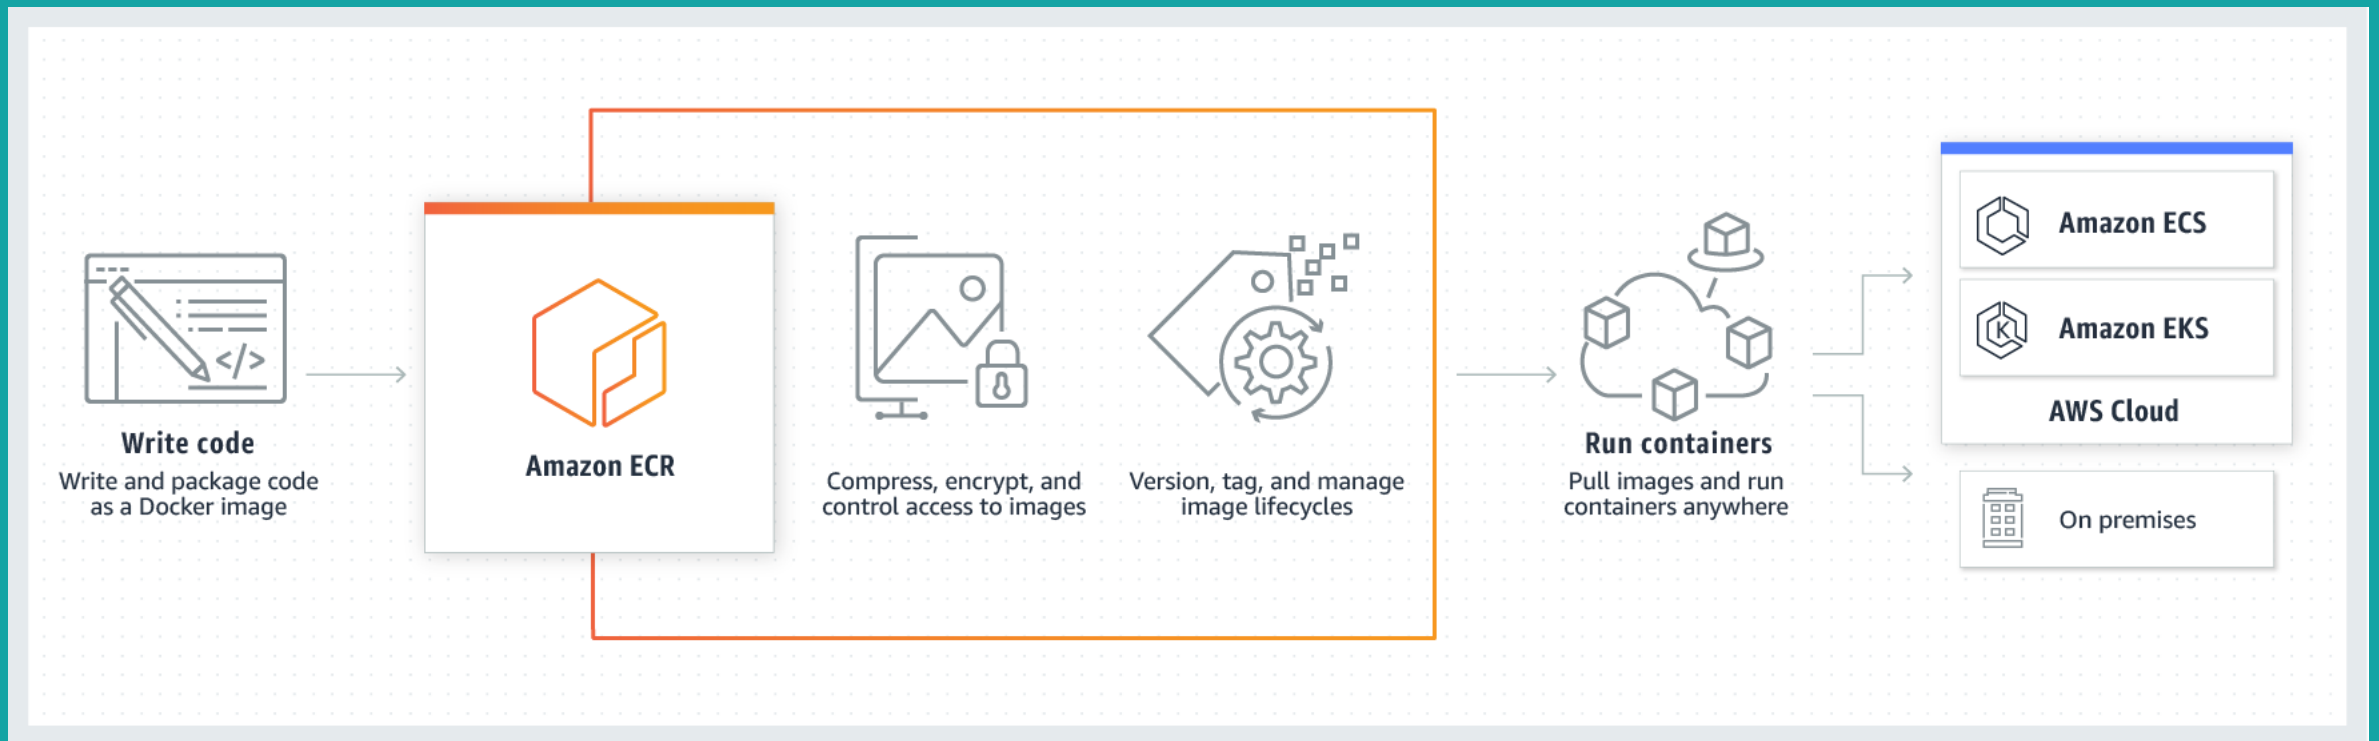 Write code
Write and package code
as a Docker image
Amazon ECR
Compress, encrypt, and
control access to images
Version, tag, and manage
image lifecycles
Run containers
Pull images and run
containers anywhere
Amazon ECS
Amazon EKS
AWS Cloud
On premises